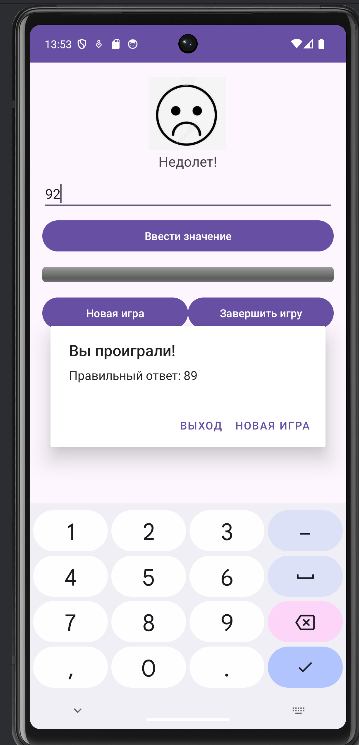 13:53
Недолет!
92
Ввести значение
Новая игра Завершить игру
Вы проиграли!
Правильный ответ: 89
ВЫХОД НОВАЯ ИГРА
1 2 3 –
4 5 6
7 8 9
, 0 .